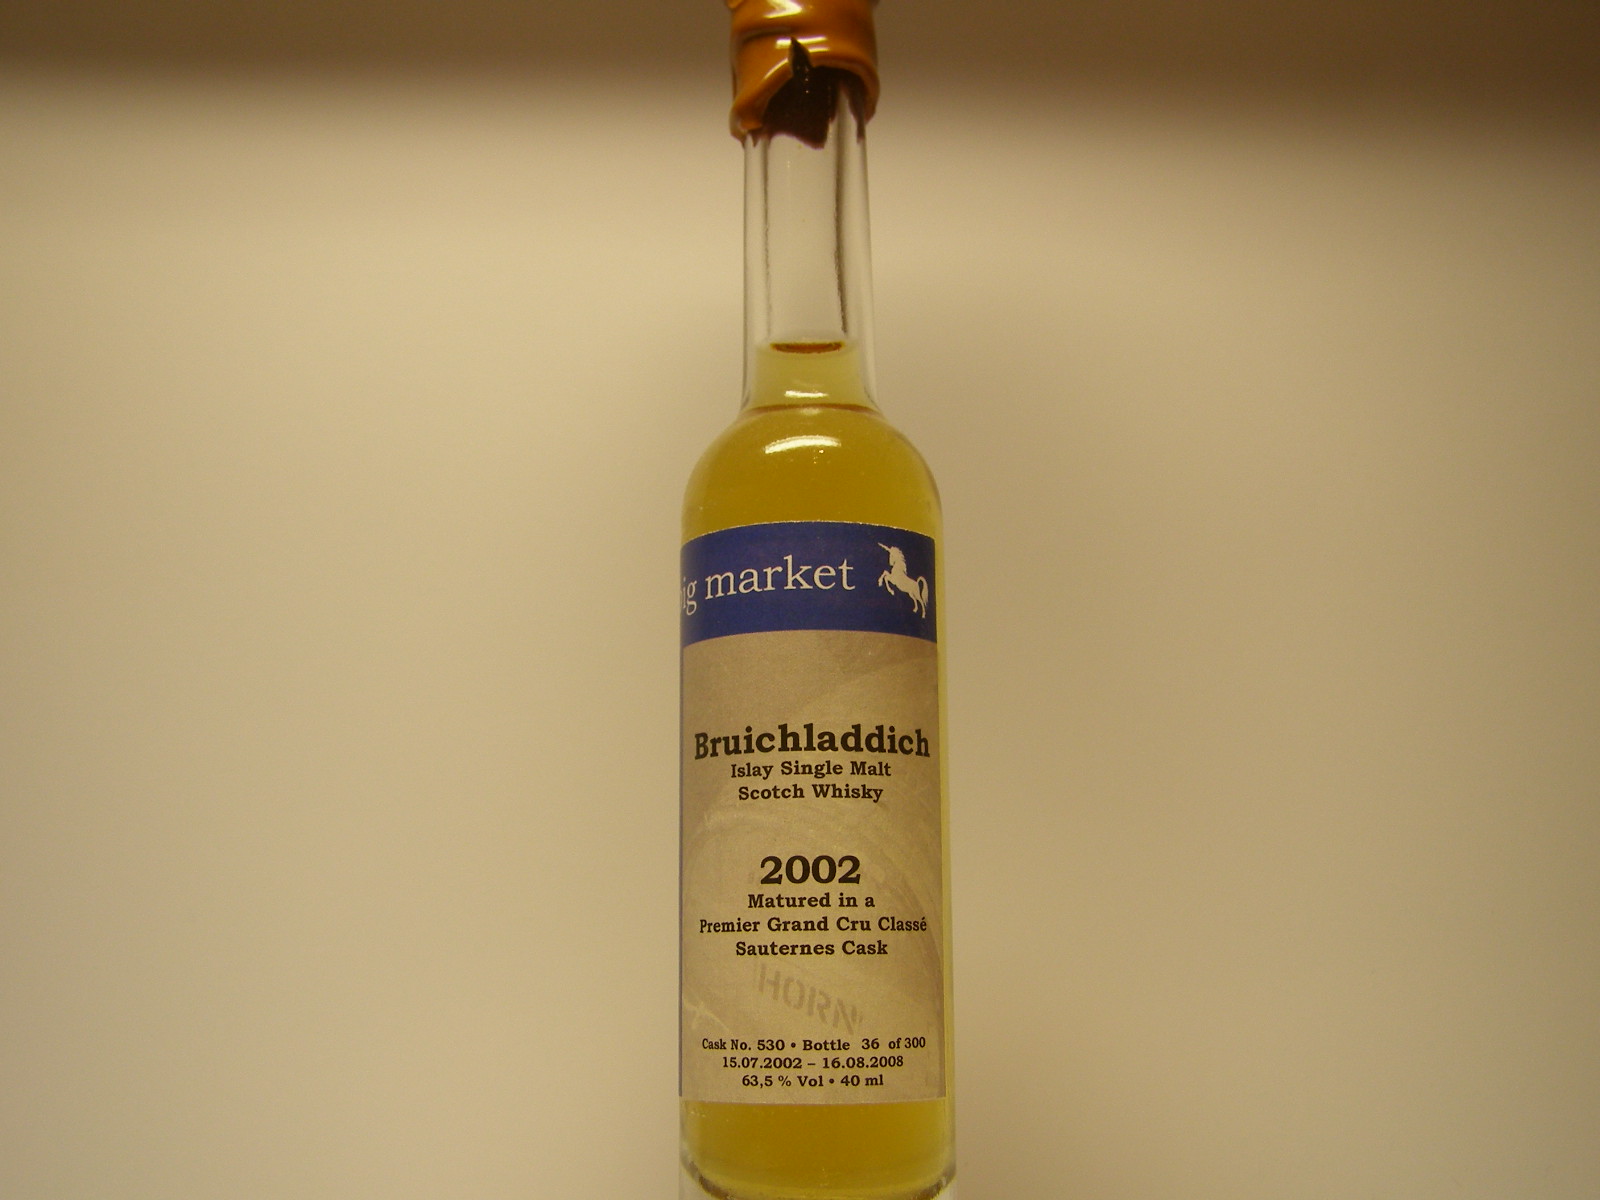 ig market
Bruichladdich
Islay Single Malt
Scotch Whisky
2002
Matured in a
Premier Grand Cru Classé
Sauternes Cask
HORN
Cask No. 530 • Bottle 36 of 300
15.07.2002 – 16.08.2008
63,5 % Vol • 40 ml